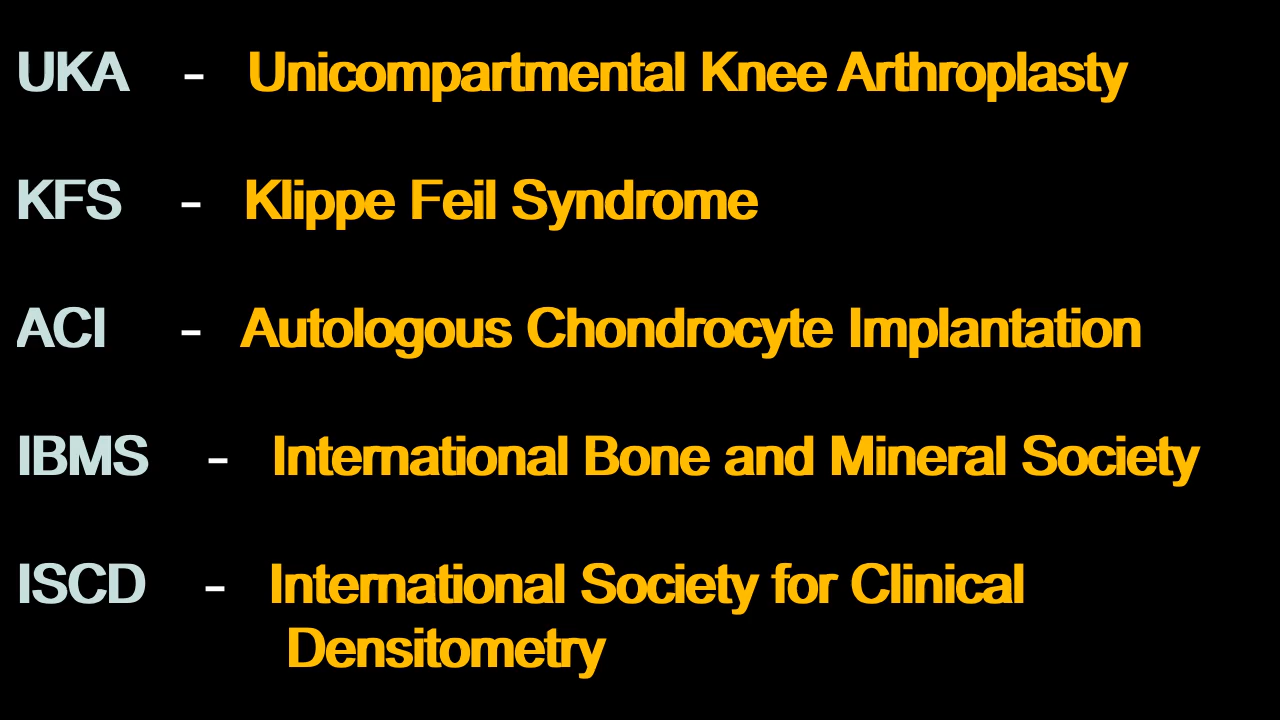 UKA - Unicompartmental Knee Arthroplasty
KFS - Klippe Feil Syndrome
ACI - Autologous Chondrocyte Implantation
IBMS - International Bone and Mineral Society
ISCD - International Society for Clinical
Densitometry